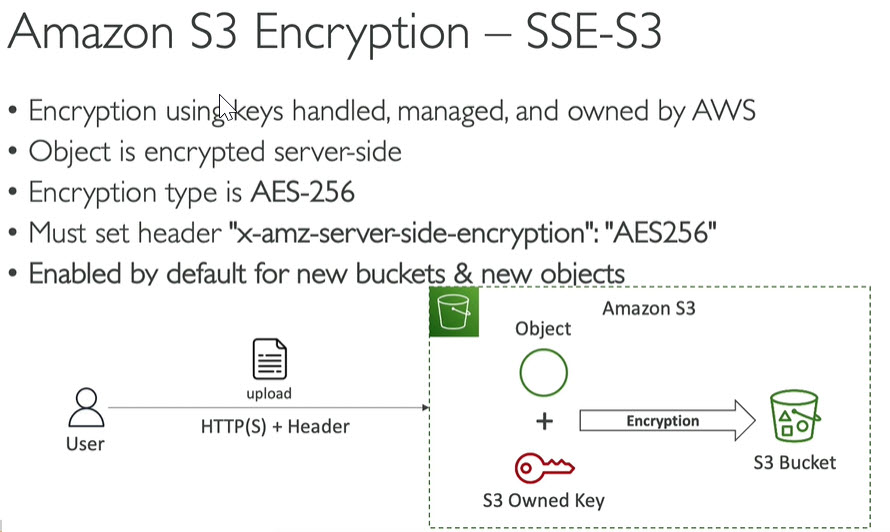 Amazon S3 Encryption – SSE-S3
• Encryption using keys handled, managed, and owned by AWS
• Object is encrypted server-side
• Encryption type is AES-256
• Must set header "x-amz-server-side-encryption": "AES256"
• Enabled by default for new buckets & new objects
Amazon S3
Object
upload
HTTP(S) + Header
User
+
Encryption
S3 Bucket
S3 Owned Key